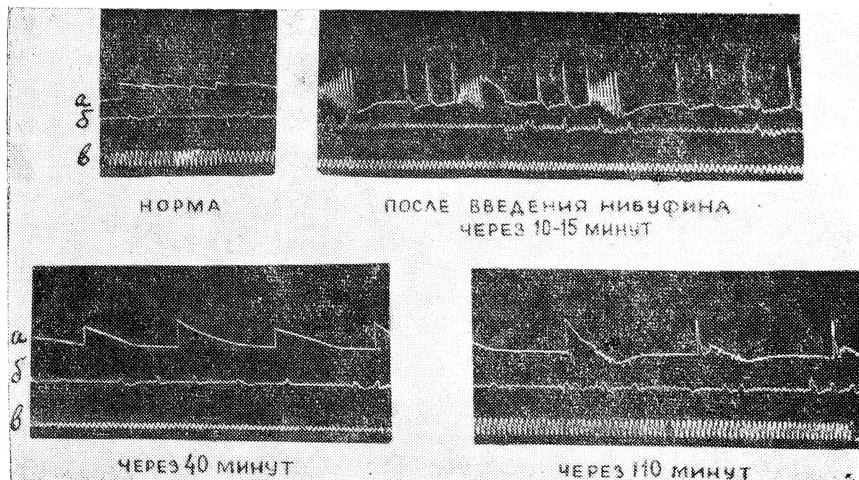 а
б
в
НОРМА
ПОСЛЕ ВВЕДЕНИЯ НИБУФИНА
ЧЕРЕЗ 10-15 МИНУТ
а
б
в
ЧЕРЕЗ 40 МИНУТ
ЧЕРЕЗ 110 МИНУТ